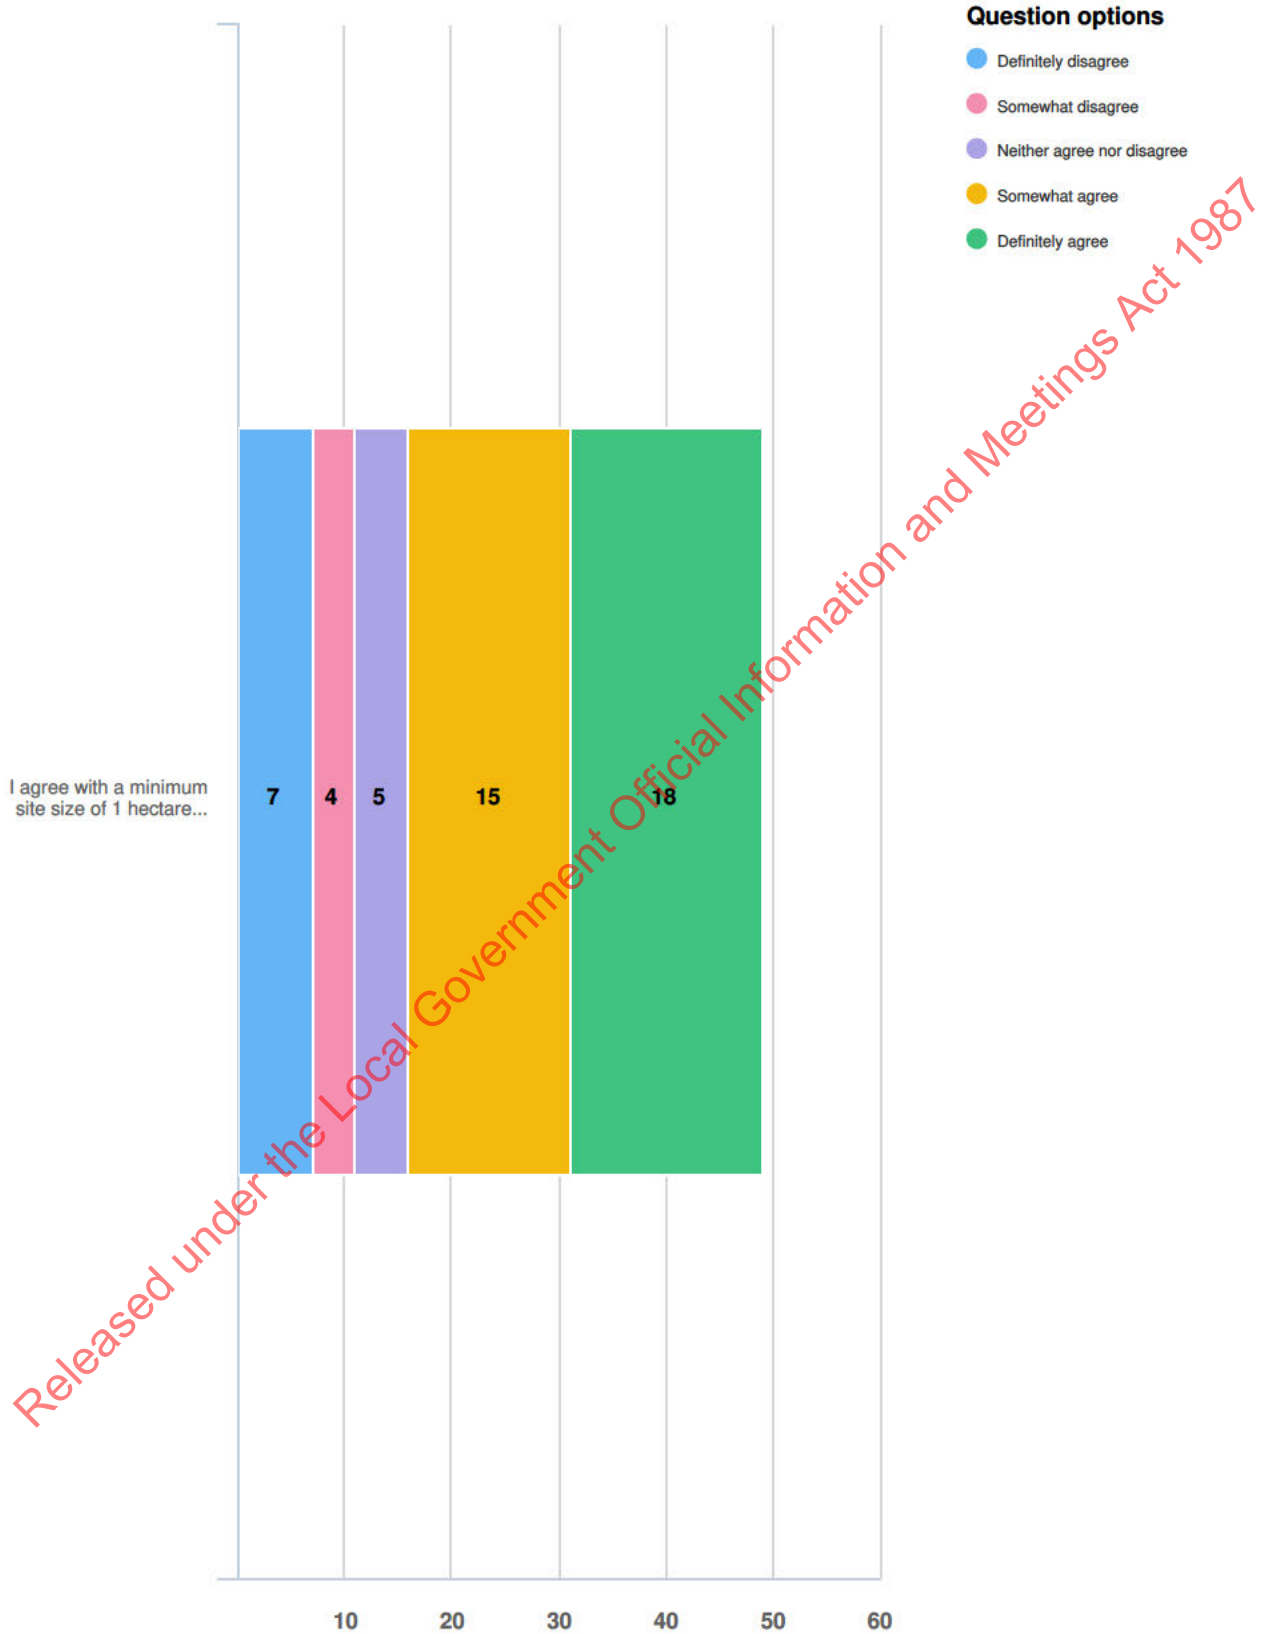 Question options
Definitely disagree
Somewhat disagree
Neither agree nor disagree
Somewhat agree
Definitely agree
I agree with a minimum
site size of 1 hectare...
7 4 5 15 18
10 20 30 40 50 60
Released under the Local Government Official Information and Meetings Act 1987